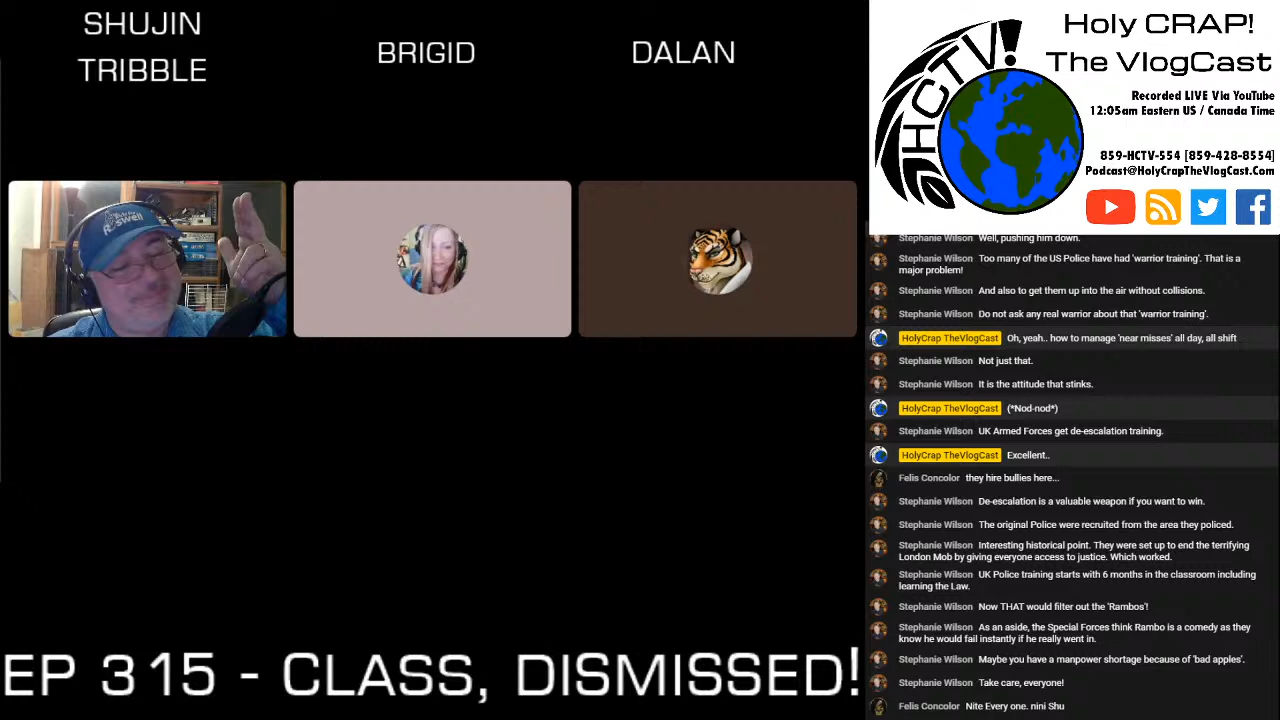 SHUJIN
TRIBBLE
BRIGID
DALAN
Roswell
HCTV!
Holy CRAP!
The VlogCast
Recorded LIVE Via YouTube
12:05am Eastern US / Canada Time
859-HCTV-554 [859-428-8554]
Podcast@HolyCrapTheVlogCast.Com
Stephanie Wilson Well, pushing him down.
Stephanie Wilson Too many of the US Police have had 'warrior training'. That is a
major problem!
Stephanie Wilson And also to get them up into the air without collisions.
Stephanie Wilson Do not ask any real warrior about that 'warrior training'.
HolyCrap TheVlogCast Oh, yeah.. how to manage 'near misses' all day, all shift
Stephanie Wilson Not just that.
Stephanie Wilson It is the attitude that stinks.
HolyCrap TheVlogCast (*Nod-nod*)
Stephanie Wilson UK Armed Forces get de-escalation training.
HolyCrap TheVlogCast Excellent..
Felis Concolor they hire bullies here...
Stephanie Wilson De-escalation is a valuable weapon if you want to win.
Stephanie Wilson The original Police were recruited from the area they policed.
Stephanie Wilson Interesting historical point. They were set up to end the terrifying
London Mob by giving everyone access to justice. Which worked.
Stephanie Wilson UK Police training starts with 6 months in the classroom including
learning the Law.
Stephanie Wilson Now THAT would filter out the 'Rambos'!
Stephanie Wilson As an aside, the Special Forces think Rambo is a comedy as they
know he would fail instantly if he really went in.
Stephanie Wilson Maybe you have a manpower shortage because of 'bad apples'.
Stephanie Wilson Take care, everyone!
Felis Concolor Nite Every one. nini Shu
EP 315 - CLASS, DISMISSED!